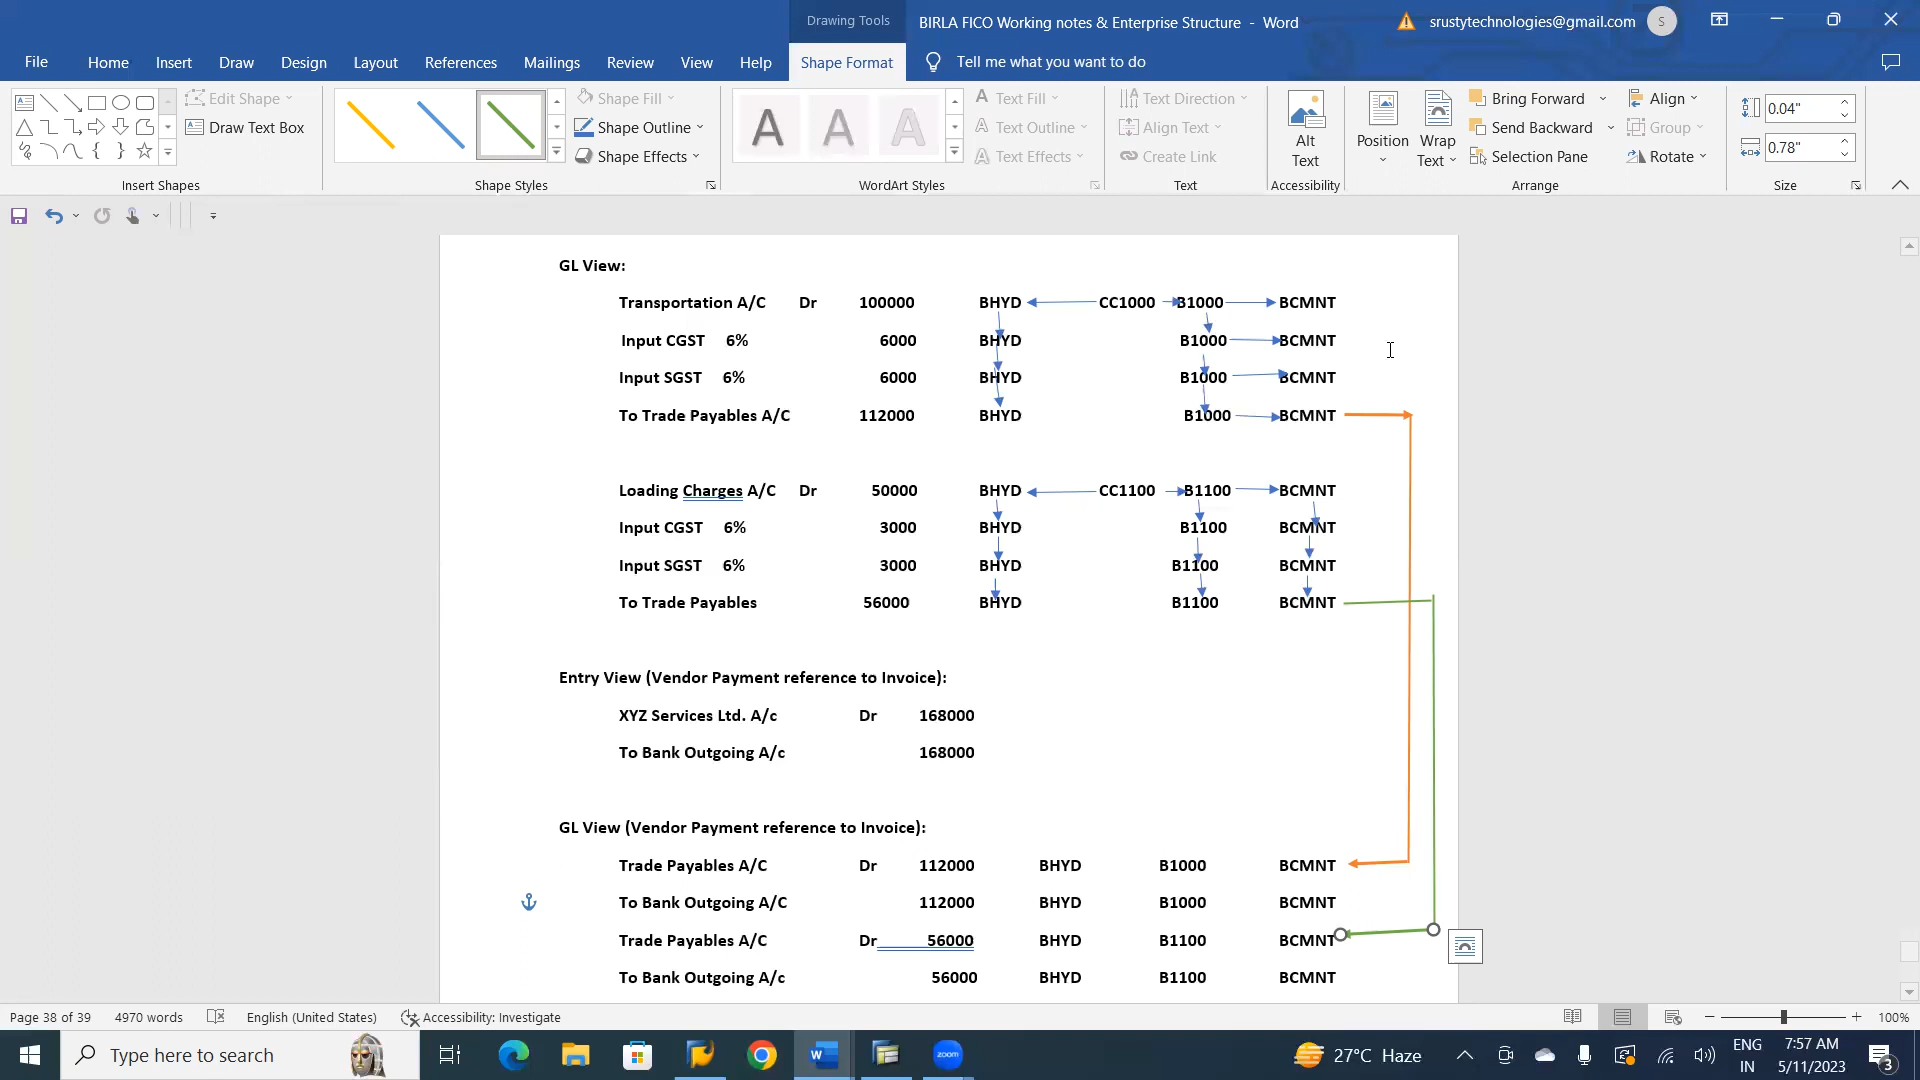 Drawing Tools
BIRLA FICO Working notes & Enterprise Structure - Word
srustytechnologies@gmail.com S
File Home Insert Draw Design Layout References Mailings Review View Help Shape Format Tell me what you want to do
Edit Shape
Draw Text Box
Insert Shapes
Shape Fill
Shape Outline
Shape Effects
Shape Styles
A A A
WordArt Styles
Text Fill
Text Outline
Text Effects
Text Direction
Align Text
Create Link
Text
Alt Text
Accessibility
Position
Wrap Text
Bring Forward
Send Backward
Selection Pane
Align
Group
Rotate
Arrange
0.04"
0.78"
Size
GL View:
Transportation A/C Dr 100000 BHYD CC1000 B1000 BCMNT
Input CGST 6% 6000 BHYD B1000 BCMNT
Input SGST 6% 6000 BHYD B1000 BCMNT
To Trade Payables A/C 112000 BHYD B1000 BCMNT
Loading Charges A/C Dr 50000 BHYD CC1100 B1100 BCMNT
Input CGST 6% 3000 BHYD B1100 BCMNT
Input SGST 6% 3000 BHYD B1100 BCMNT
To Trade Payables 56000 BHYD B1100 BCMNT
Entry View (Vendor Payment reference to Invoice):
XYZ Services Ltd. A/c Dr 168000
To Bank Outgoing A/c 168000
GL View (Vendor Payment reference to Invoice):
Trade Payables A/C Dr 112000 BHYD B1000 BCMNT
To Bank Outgoing A/C 112000 BHYD B1000 BCMNT
Trade Payables A/C Dr 56000 BHYD B1100 BCMNT
To Bank Outgoing A/c 56000 BHYD B1100 BCMNT
Page 38 of 39 4970 words English (United States) Accessibility: Investigate 100%
Type here to search
zoom
27°C Haze
ENG
IN
7:57 AM
5/11/2023
3